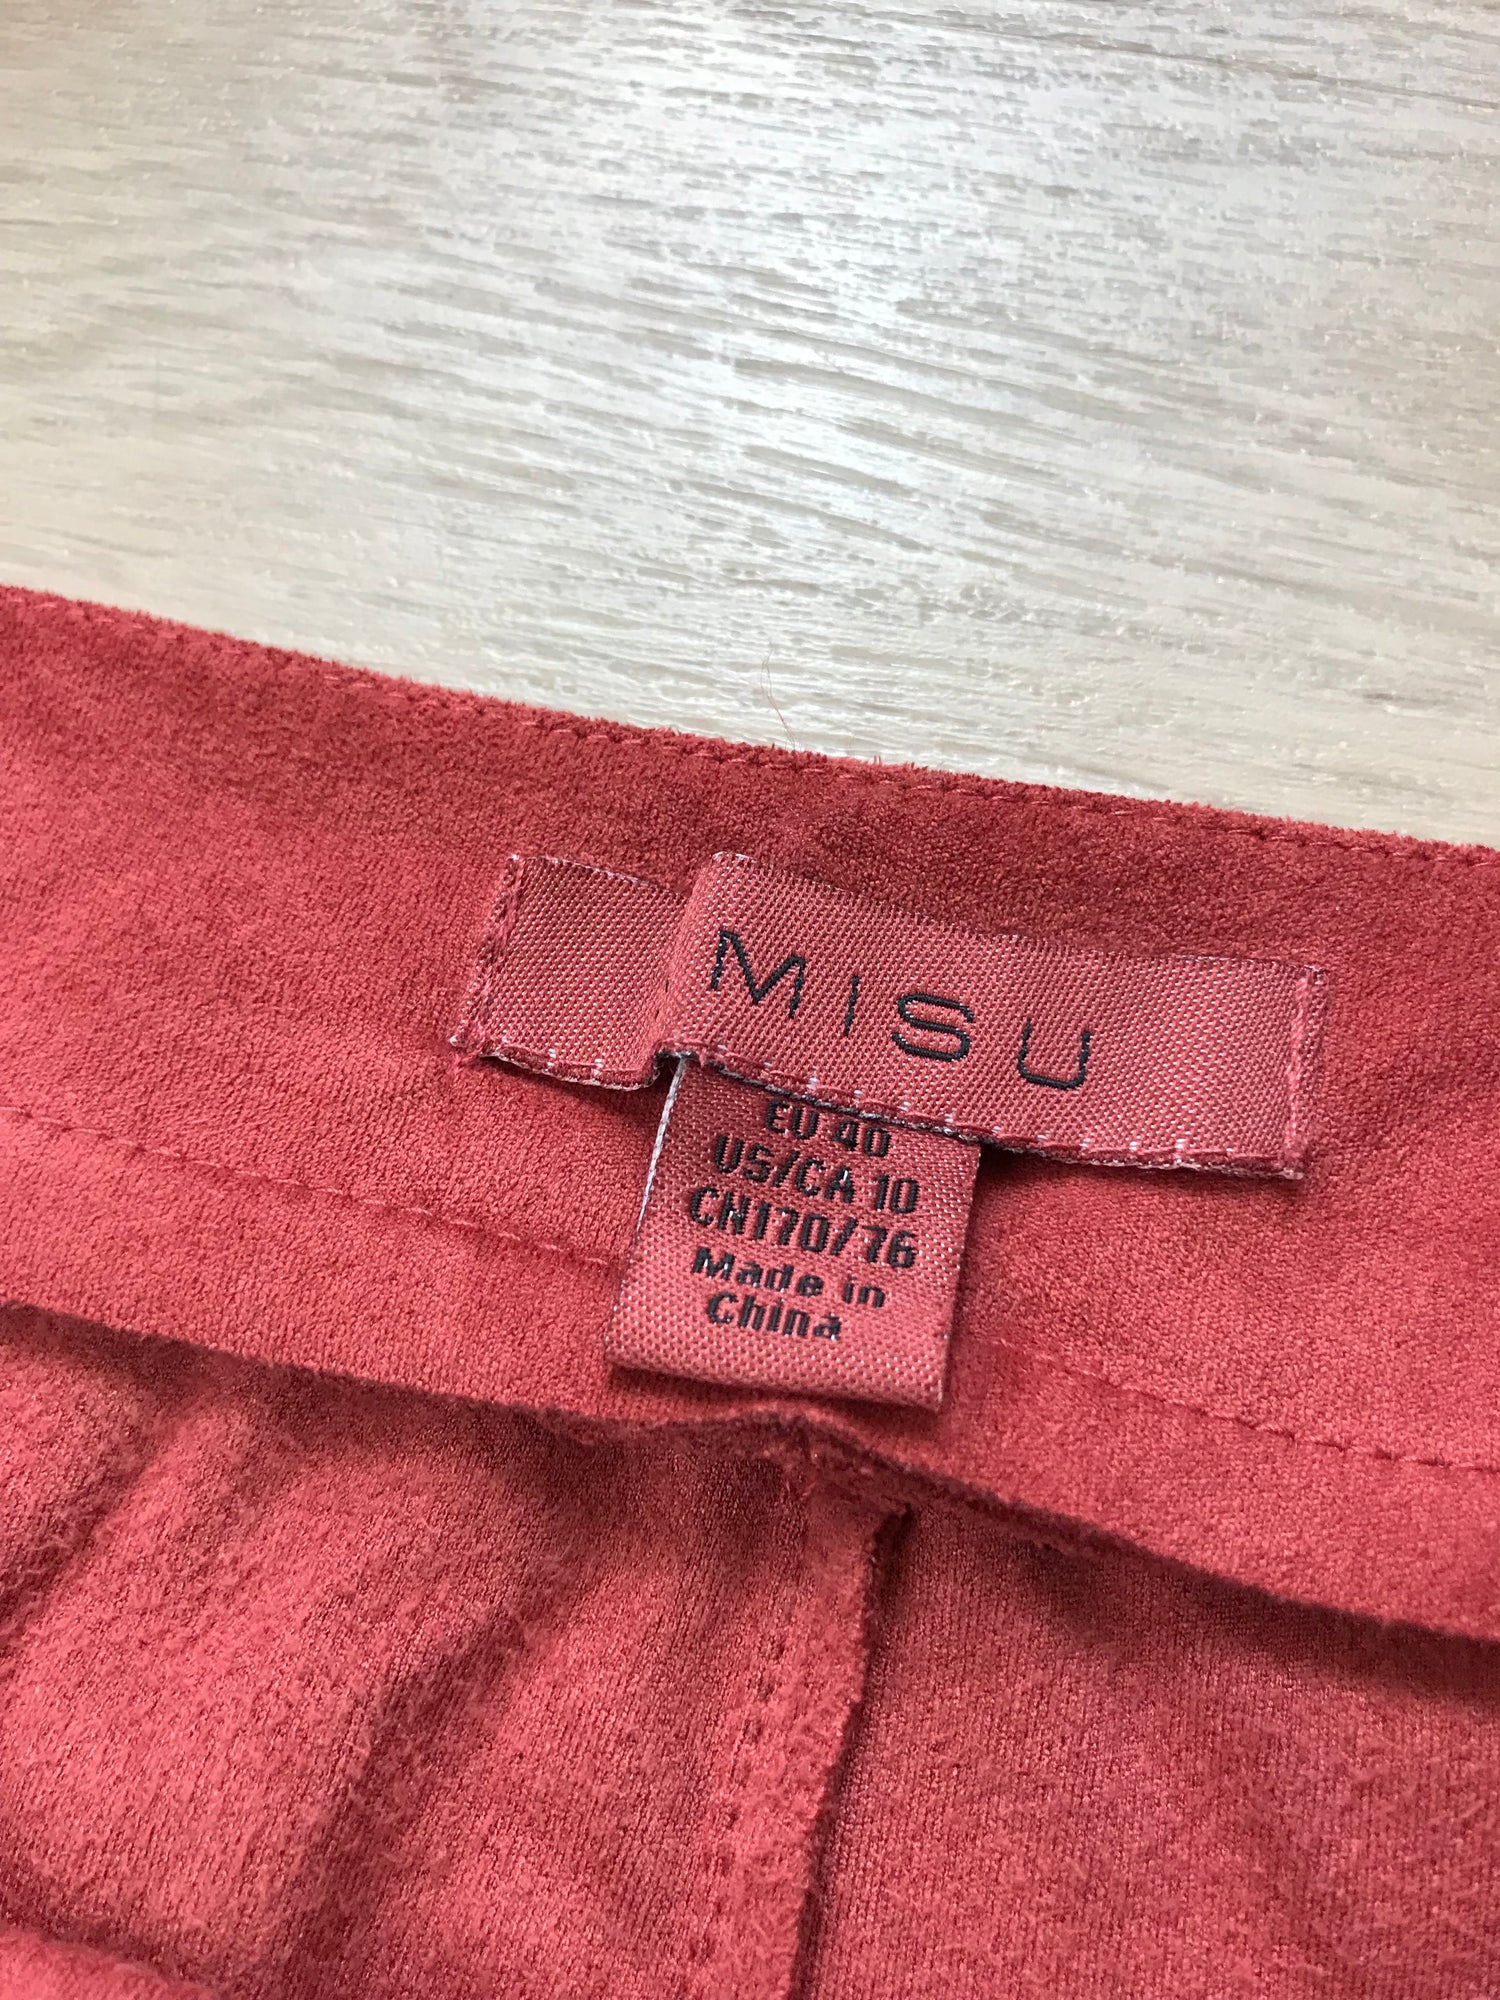 MISU
EU 40
US/CA 10
CN170/76
Made in
China